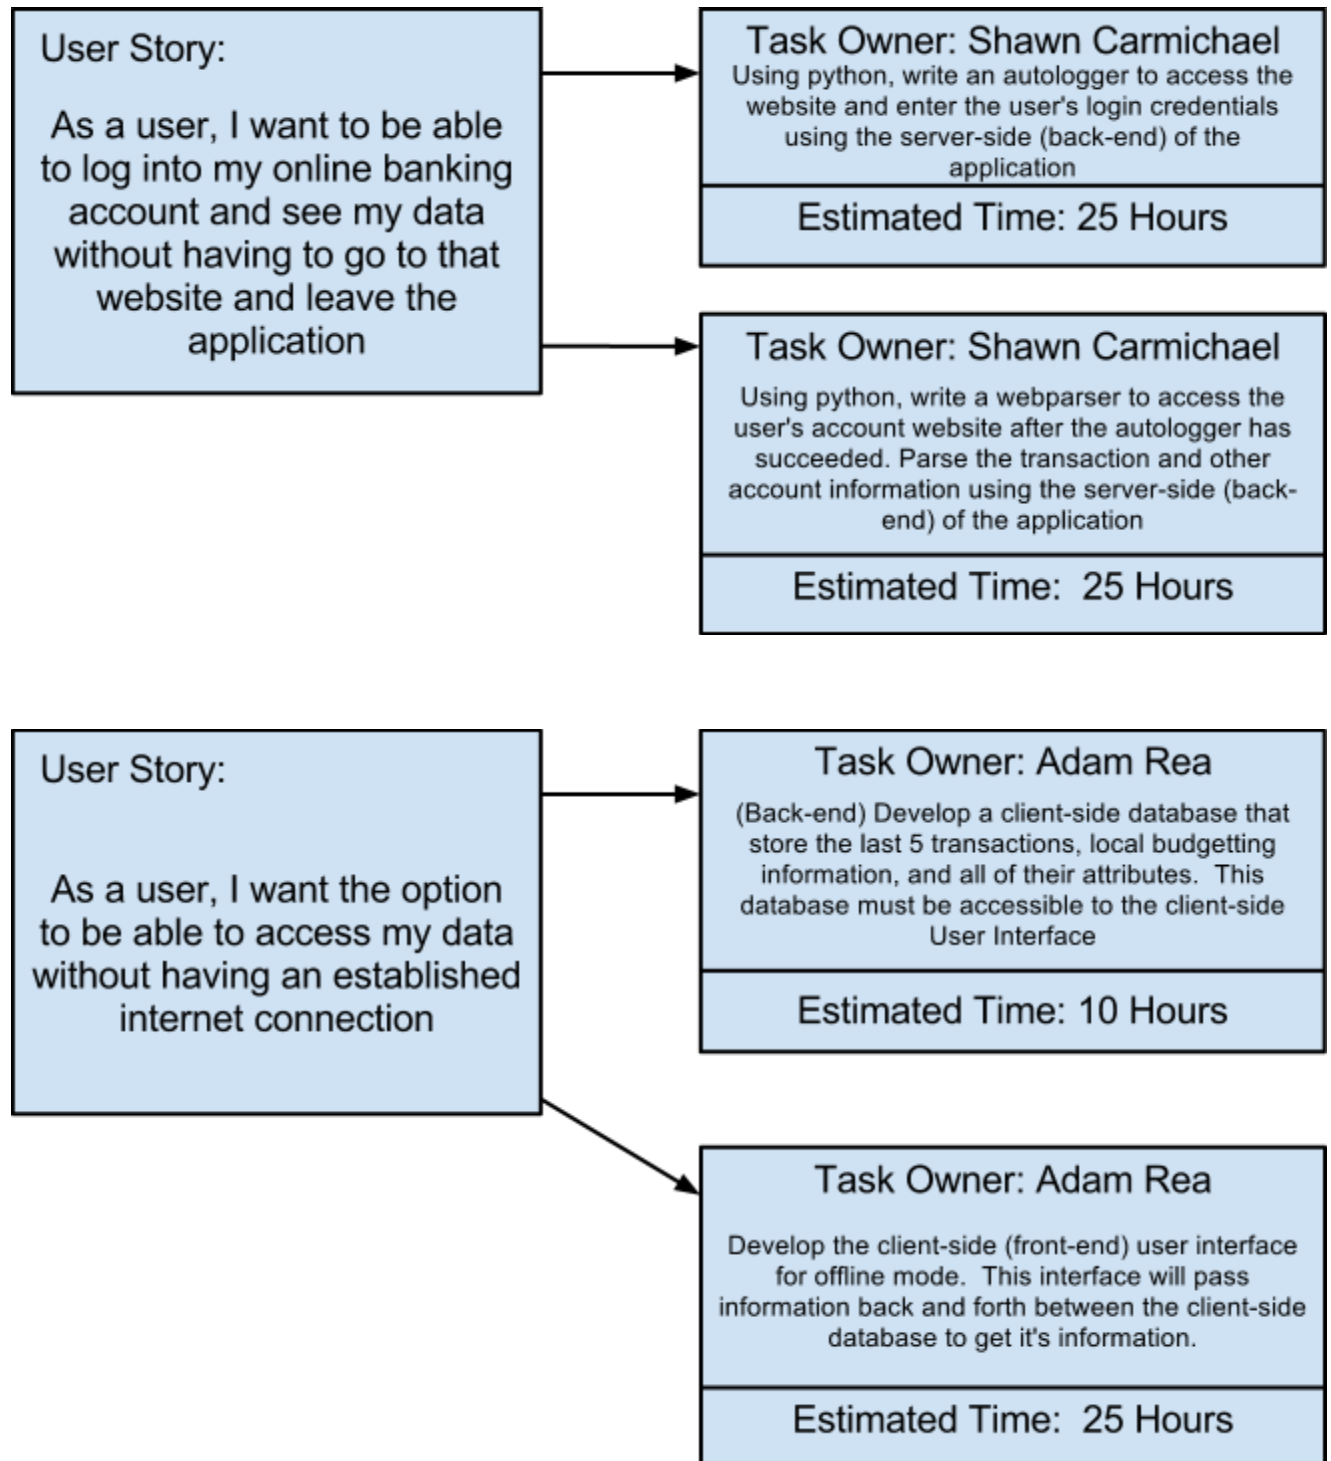 User Story:
As a user, I want to be able
to log into my online banking
account and see my data
without having to go to that
website and leave the
application
Task Owner: Shawn Carmichael
Using python, write an autologger to access the
website and enter the user's login credentials
using the server-side (back-end) of the
application
Estimated Time: 25 Hours
Task Owner: Shawn Carmichael
Using python, write a webparser to access the
user's account website after the autologger has
succeeded. Parse the transaction and other
account information using the server-side (back-
end) of the application
Estimated Time:  25 Hours
User Story:
As a user, I want the option
to be able to access my data
without having an established
internet connection
Task Owner: Adam Rea
(Back-end) Develop a client-side database that
store the last 5 transactions, local budgetting
information, and all of their attributes.  This
database must be accessible to the client-side
User Interface
Estimated Time: 10 Hours
Task Owner: Adam Rea
Develop the client-side (front-end) user interface
for offline mode.  This interface will pass
information back and forth between the client-side
database to get it's information.
Estimated Time:  25 Hours